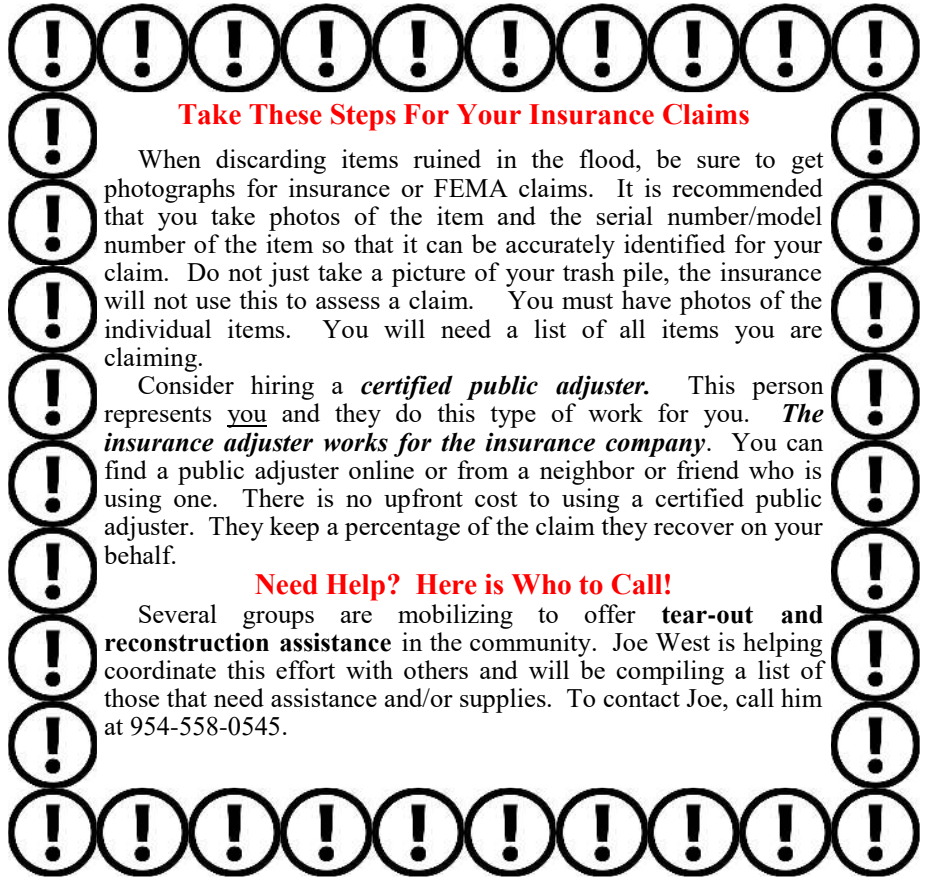 Take These Steps For Your Insurance Claims
When discarding items ruined in the flood, be sure to get
photographs for insurance or FEMA claims. It is recommended
that you take photos of the item and the serial number/model
number of the item so that it can be accurately identified for your
claim. Do not just take a picture of your trash pile, the insurance
will not use this to assess a claim. You must have photos of the
individual items. You will need a list of all items you are
claiming.
Consider hiring a certified public adjuster. This person
represents you and they do this type of work for you. The
insurance adjuster works for the insurance company. You can
find a public adjuster online or from a neighbor or friend who is
using one. There is no upfront cost to using a certified public
adjuster. They keep a percentage of the claim they recover on your
behalf.
Need Help? Here is Who to Call!
Several groups are mobilizing to offer tear-out and
reconstruction assistance in the community. Joe West is helping
coordinate this effort with others and will be compiling a list of
those that need assistance and/or supplies. To contact Joe, call him
at 954-558-0545.